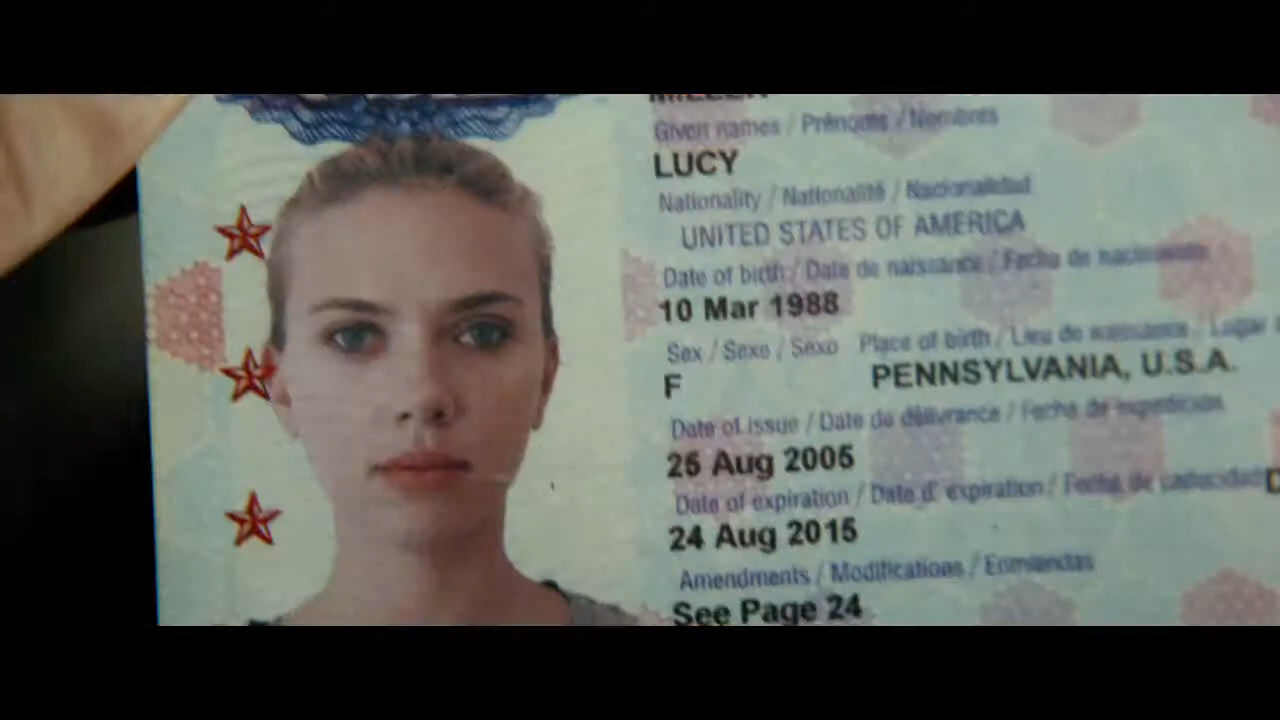 MILLER
Given names / Prénoms / Nombres
LUCY
Nationality / Nationalité / Nacionalidad
UNITED STATES OF AMERICA
Date of birth / Date de naissance / Fecha de nacimiento
10 Mar 1988
Sex / Sexe / Sexo Place of birth / Lieu de naissance / Lugar
F PENNSYLVANIA, U.S.A.
Date of issue / Date de délivrance / Fecha de expedición
25 Aug 2005
Date of expiration / Date d' expiration / Fecha de caducidad
24 Aug 2015
Amendments / Modifications / Enmiendas
See Page 24